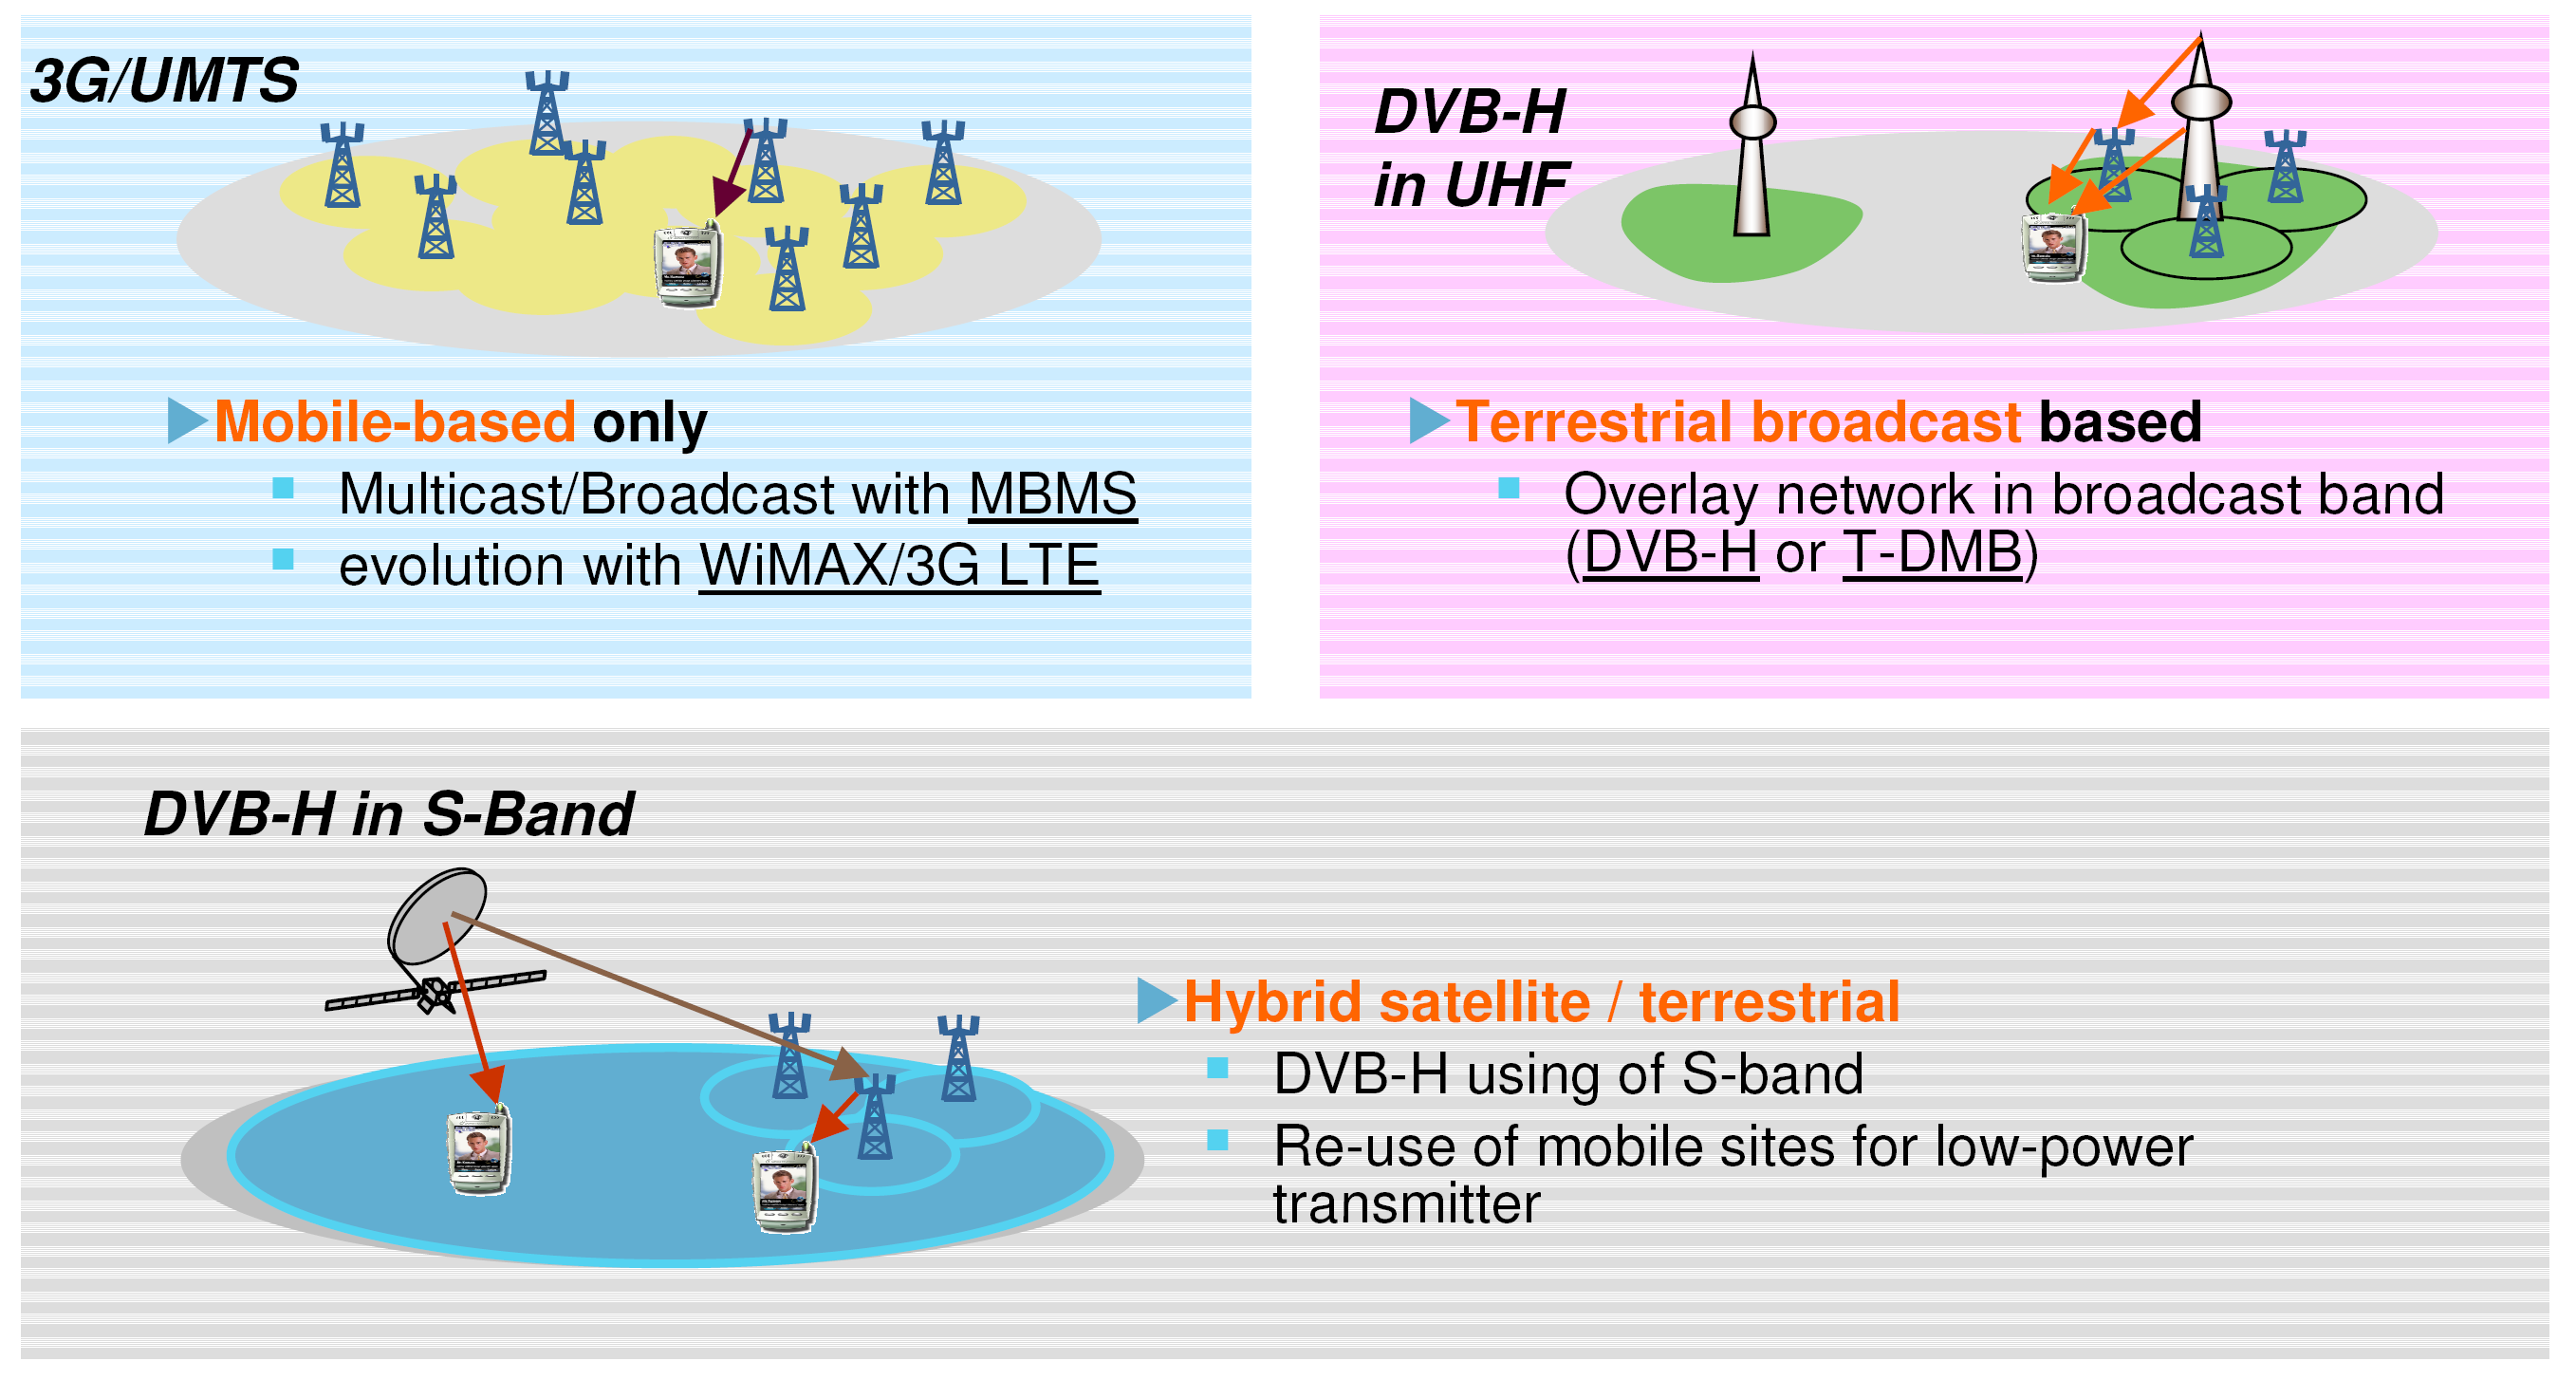 3G/UMTS
Mobile-based only
Multicast/Broadcast with MBMS
evolution with WiMAX/3G LTE
DVB-H
in UHF
Terrestrial broadcast based
Overlay network in broadcast band
(DVB-H or T-DMB)
DVB-H in S-Band
Hybrid satellite / terrestrial
DVB-H using of S-band
Re-use of mobile sites for low-power
transmitter